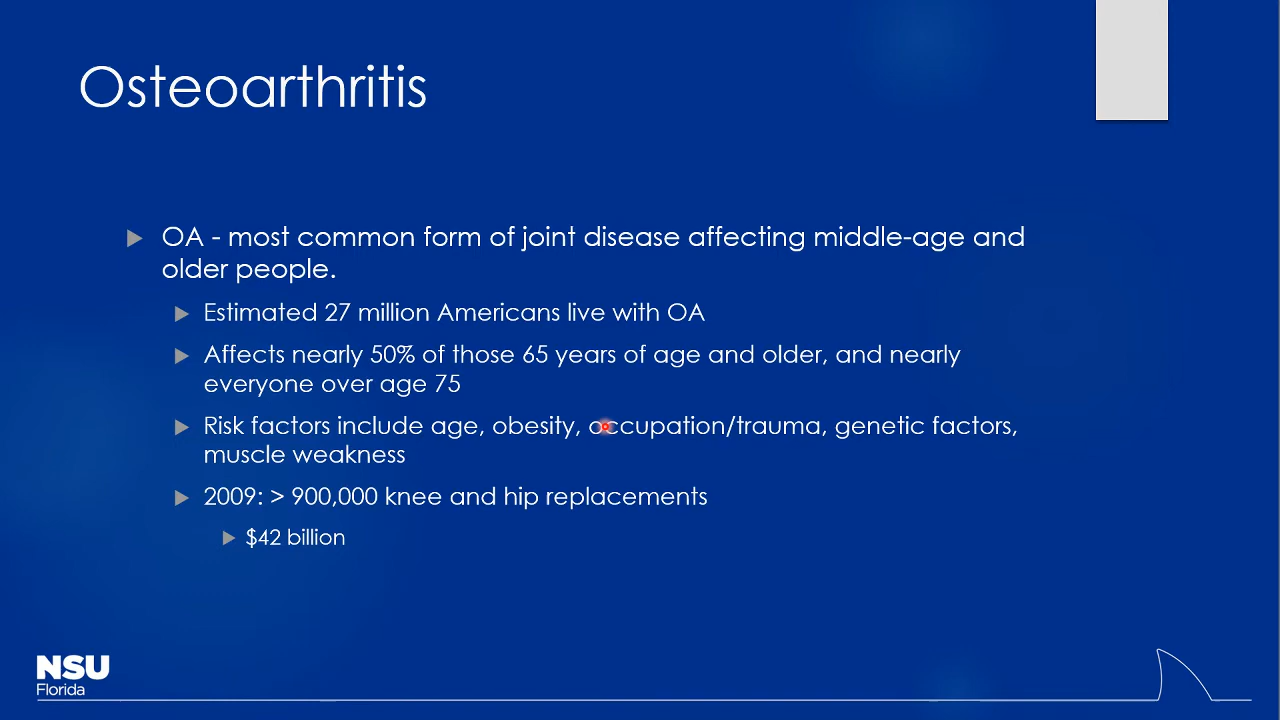 Osteoarthritis
OA - most common form of joint disease affecting middle-age and
older people.
Estimated 27 million Americans live with OA
Affects nearly 50% of those 65 years of age and older, and nearly
everyone over age 75
Risk factors include age, obesity, occupation/trauma, genetic factors,
muscle weakness
2009: > 900,000 knee and hip replacements
$42 billion
NSU
Florida